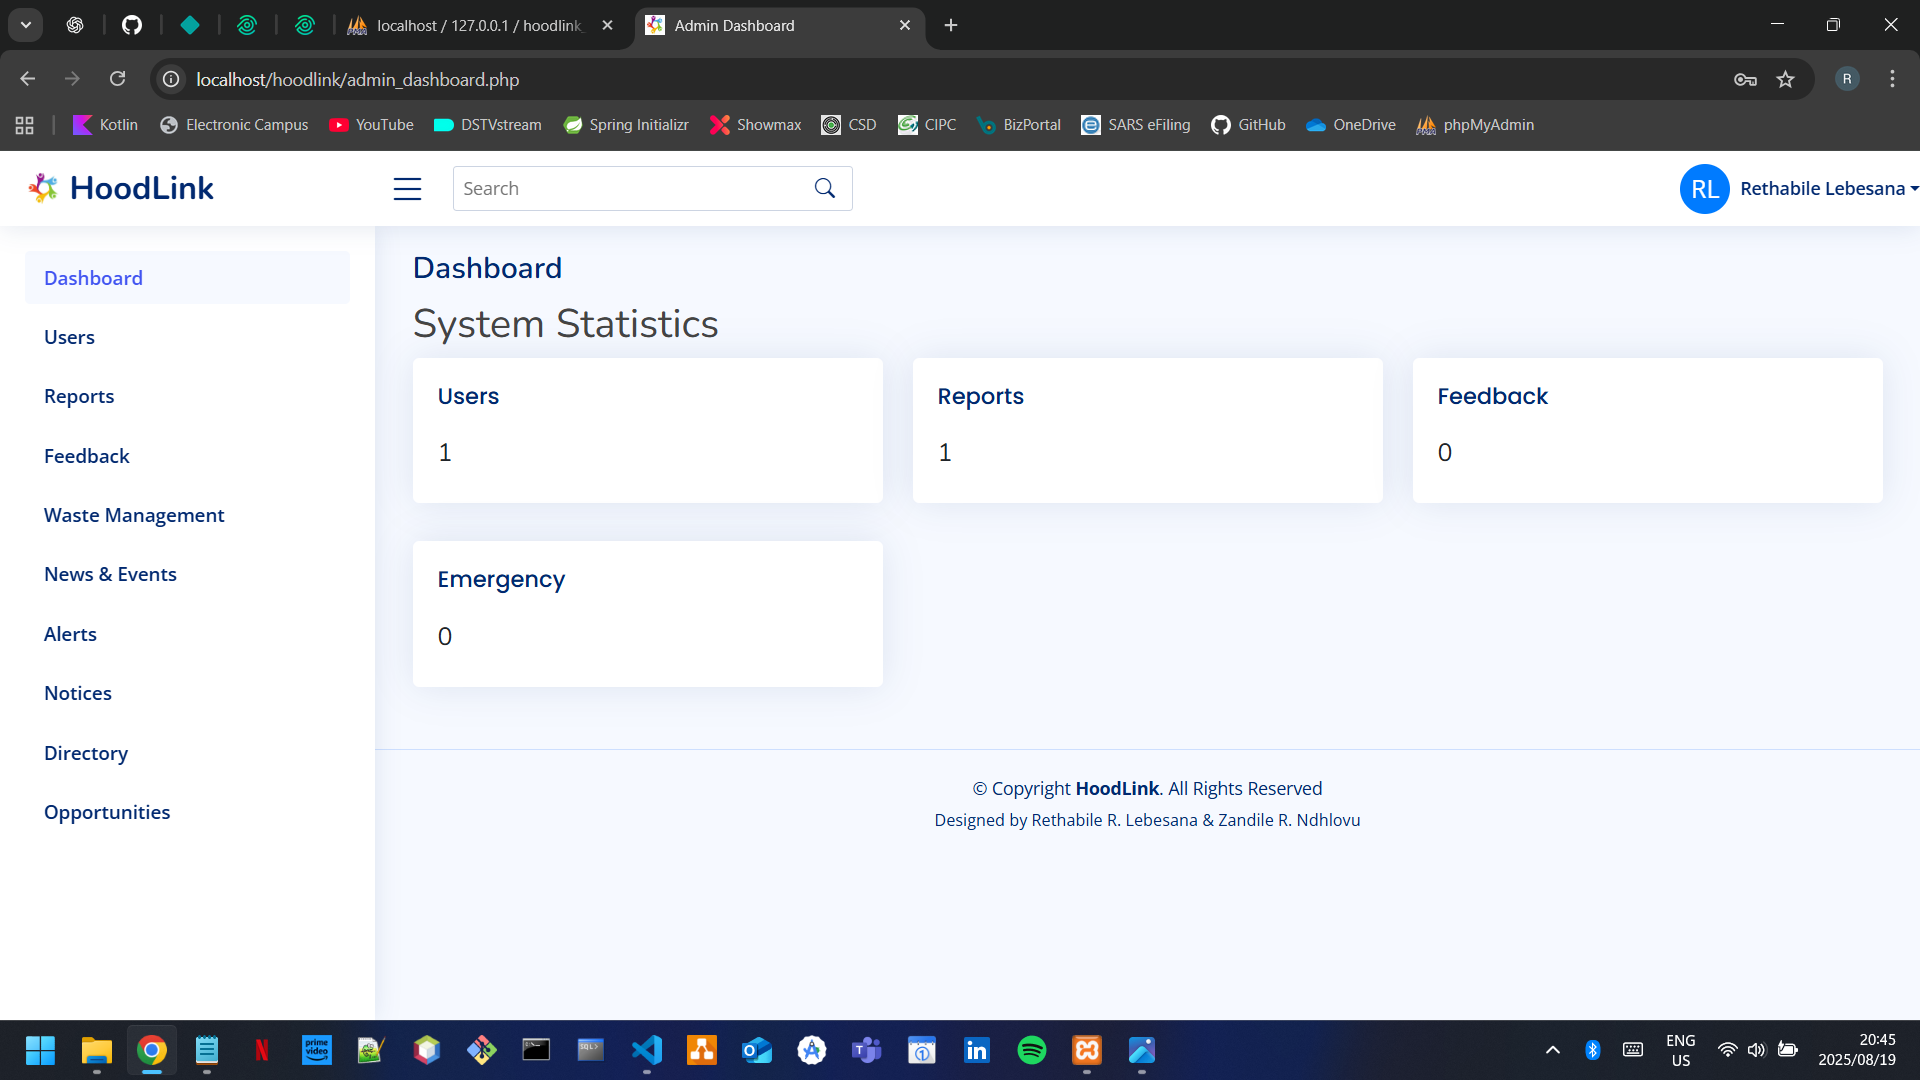 localhost / 127.0.0.1 / hoodlink_
Admin Dashboard
localhost/hoodlink/admin_dashboard.php
R
Kotlin
Electronic Campus
YouTube
DSTVstream
Spring Initializr
Showmax
CSD
CIPC
BizPortal
SARS eFiling
GitHub
OneDrive
phpMyAdmin
HoodLink
Search
RL
Rethabile Lebesana
Dashboard
Users
Reports
Feedback
Waste Management
News & Events
Alerts
Notices
Directory
Opportunities
Dashboard
System Statistics
Users
1
Reports
1
Feedback
0
Emergency
0
© Copyright HoodLink. All Rights Reserved
Designed by Rethabile R. Lebesana & Zandile R. Ndhlovu
prime video
ENG
US
20:45
2025/08/19